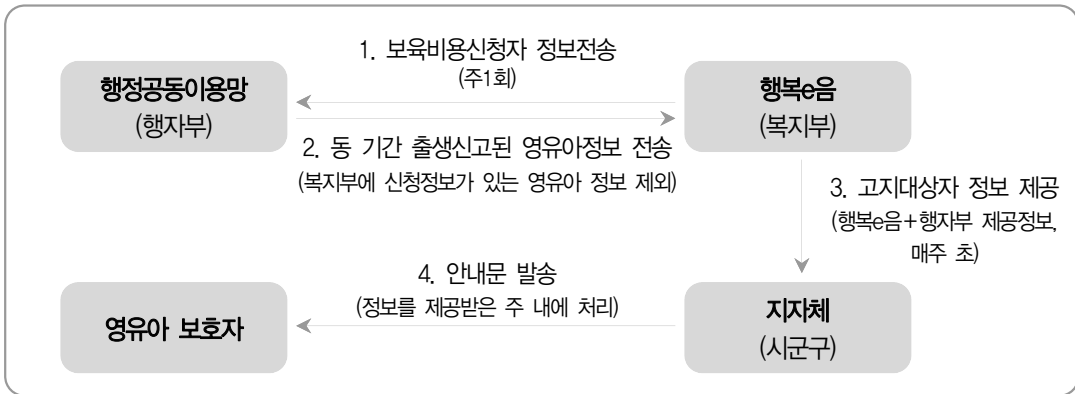 1. 보육비용신청자 정보전송
(주1회)
행정공동이용망
(행자부)
행복e음
(복지부)
2. 동 기간 출생신고된 영유아정보 전송
(복지부에 신청정보가 있는 영유아 정보 제외)
3. 고지대상자 정보 제공
(행복e음+행자부 제공정보,
매주 초)
4. 안내문 발송
(정보를 제공받은 주 내에 처리)
영유아 보호자
지자체
(시군구)